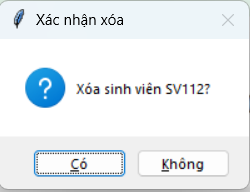 Xác nhận xóa
Xóa sinh viên SV112?
Có
Không